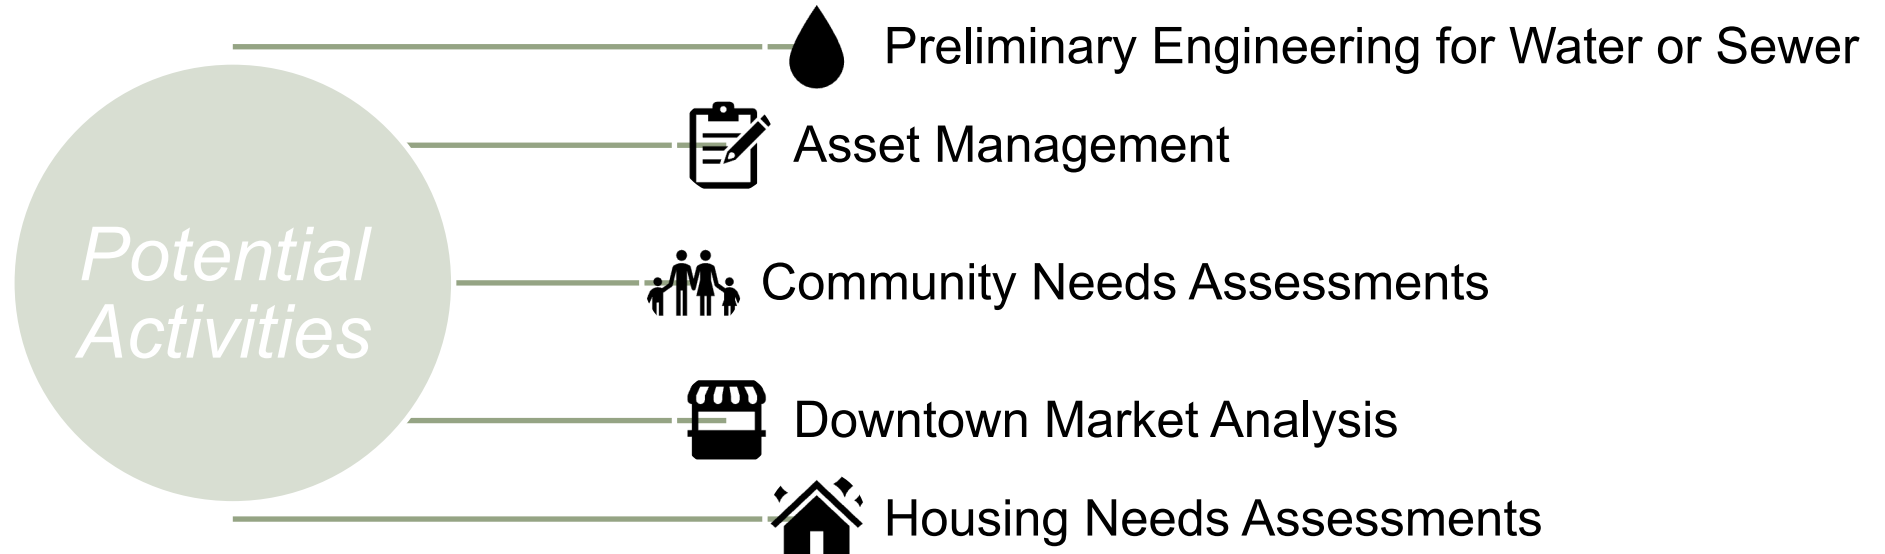 Potential
Activities
Preliminary Engineering for Water or Sewer
Asset Management
Community Needs Assessments
Downtown Market Analysis
Housing Needs Assessments